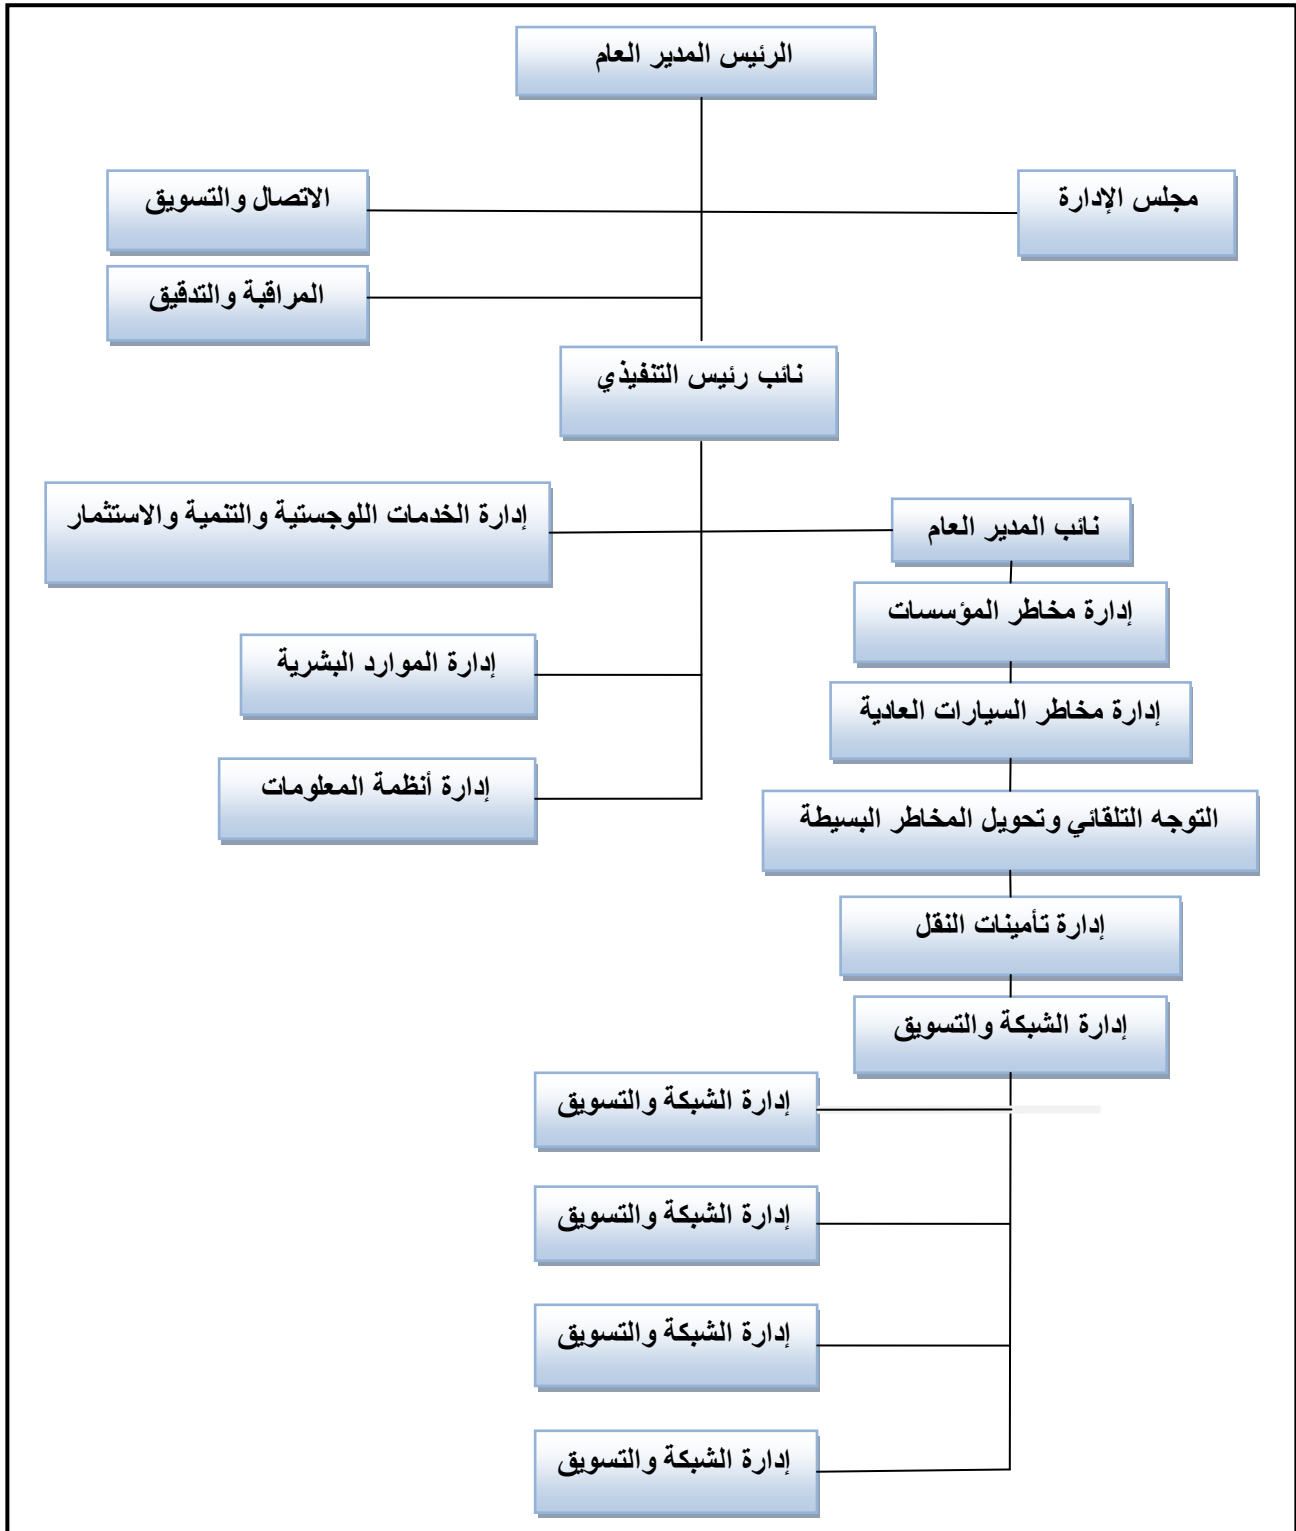 الرئيس المدير العام
مجلس الإدارة
الاتصال والتسويق
المراقبة والتدقيق
نائب رئيس التنفيذي
إدارة الخدمات اللوجستية والتنمية والاستثمار
نائب المدير العام
إدارة مخاطر المؤسسات
إدارة الموارد البشرية
إدارة مخاطر السيارات العادية
إدارة أنظمة المعلومات
التوجه التلقائي وتحويل المخاطر البسيطة
إدارة تأمينات النقل
إدارة الشبكة والتسويق
إدارة الشبكة والتسويق
إدارة الشبكة والتسويق
إدارة الشبكة والتسويق
إدارة الشبكة والتسويق